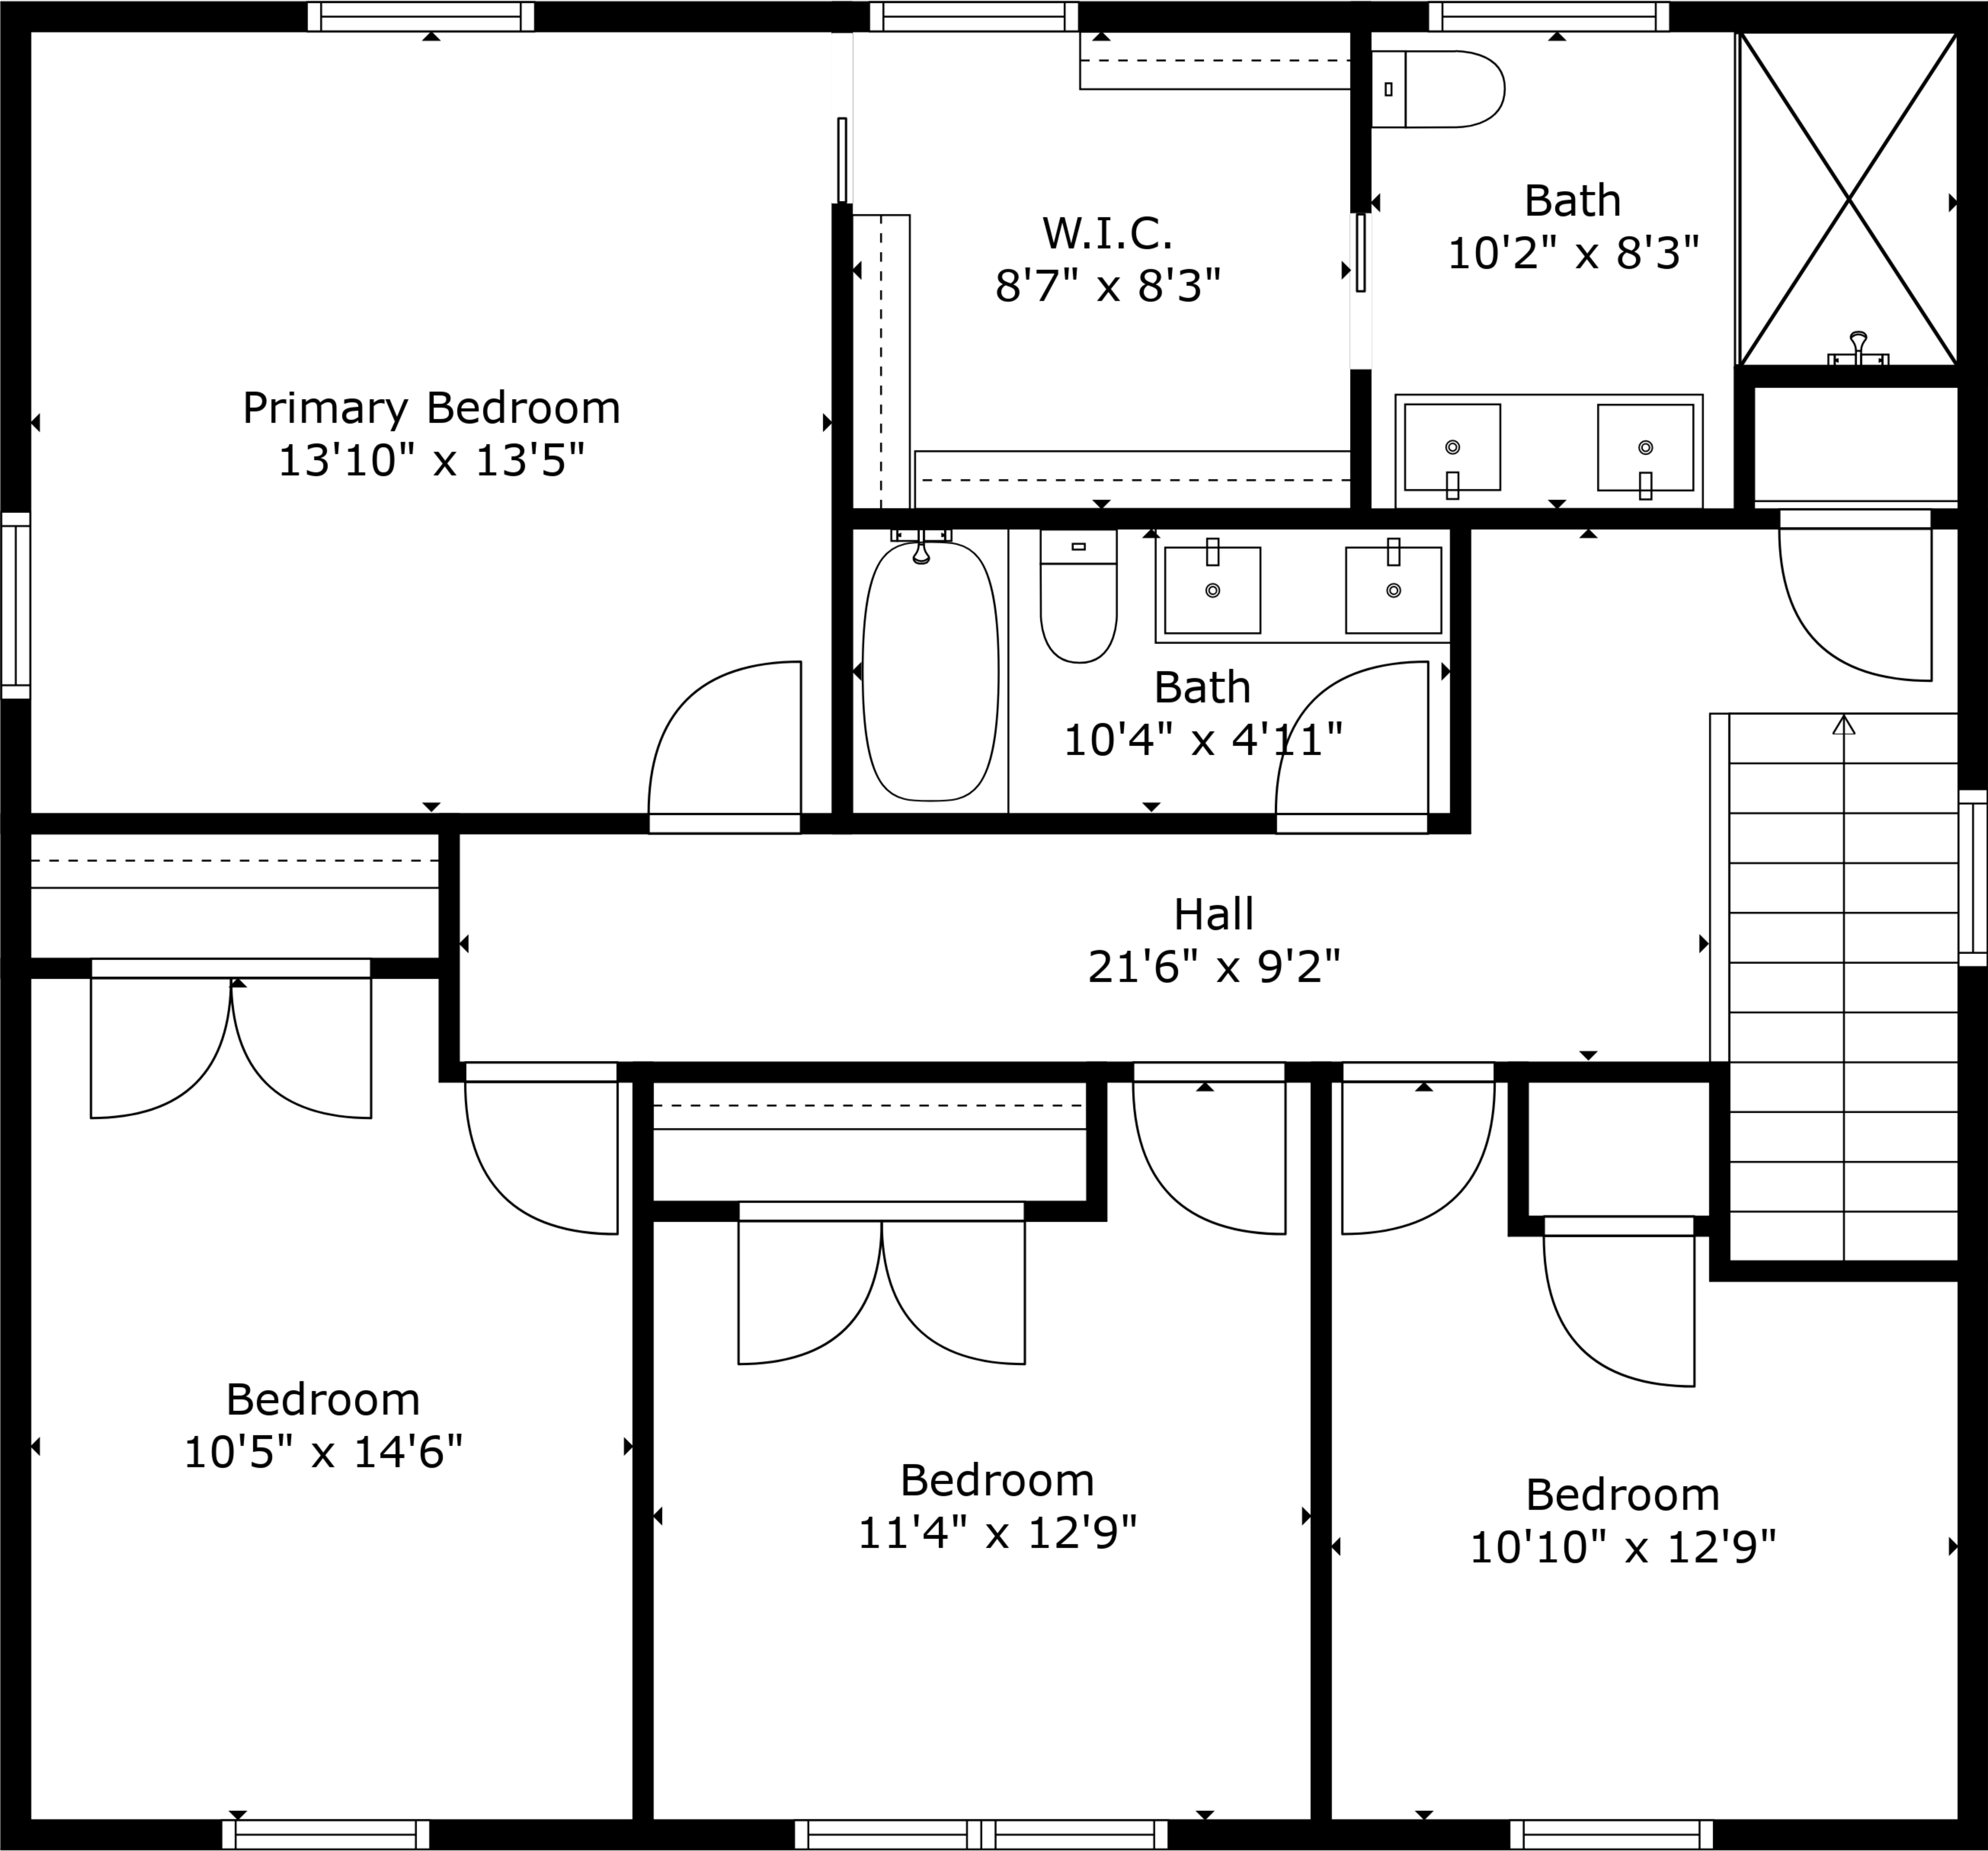 Bath
10'2" x 8'3"
W.I.C.
8'7" x 8'3"
Primary Bedroom
13'10" x 13'5"
Bath
10'4" x 4'11"
Hall
21'6" x 9'2"
Bedroom
10'5" x 14'6"
Bedroom
11'4" x 12'9"
Bedroom
10'10" x 12'9"